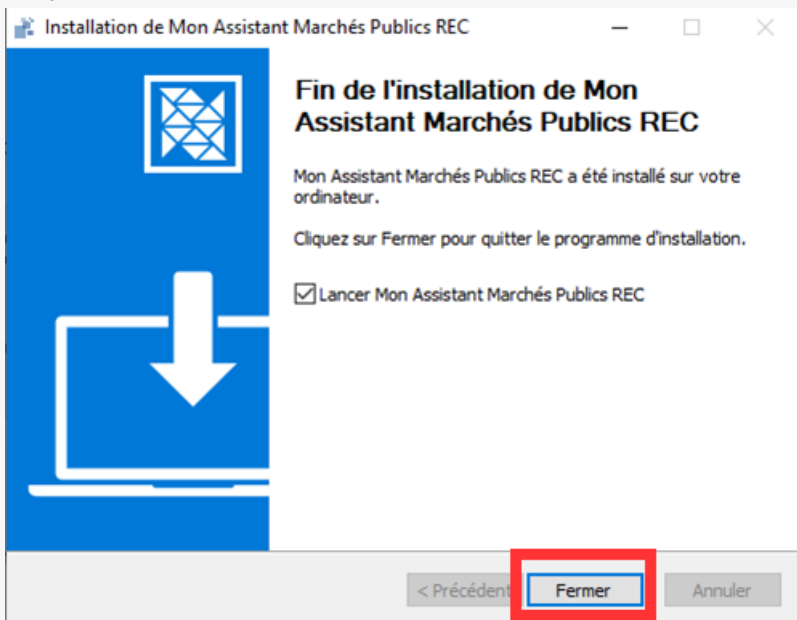 Installation de Mon Assistant Marchés Publics REC
Fin de l'installation de Mon
Assistant Marchés Publics REC
Mon Assistant Marchés Publics REC a été installé sur votre
ordinateur.
Cliquez sur Fermer pour quitter le programme d'installation.
Lancer Mon Assistant Marchés Publics REC
< Précédent
Fermer
Annuler